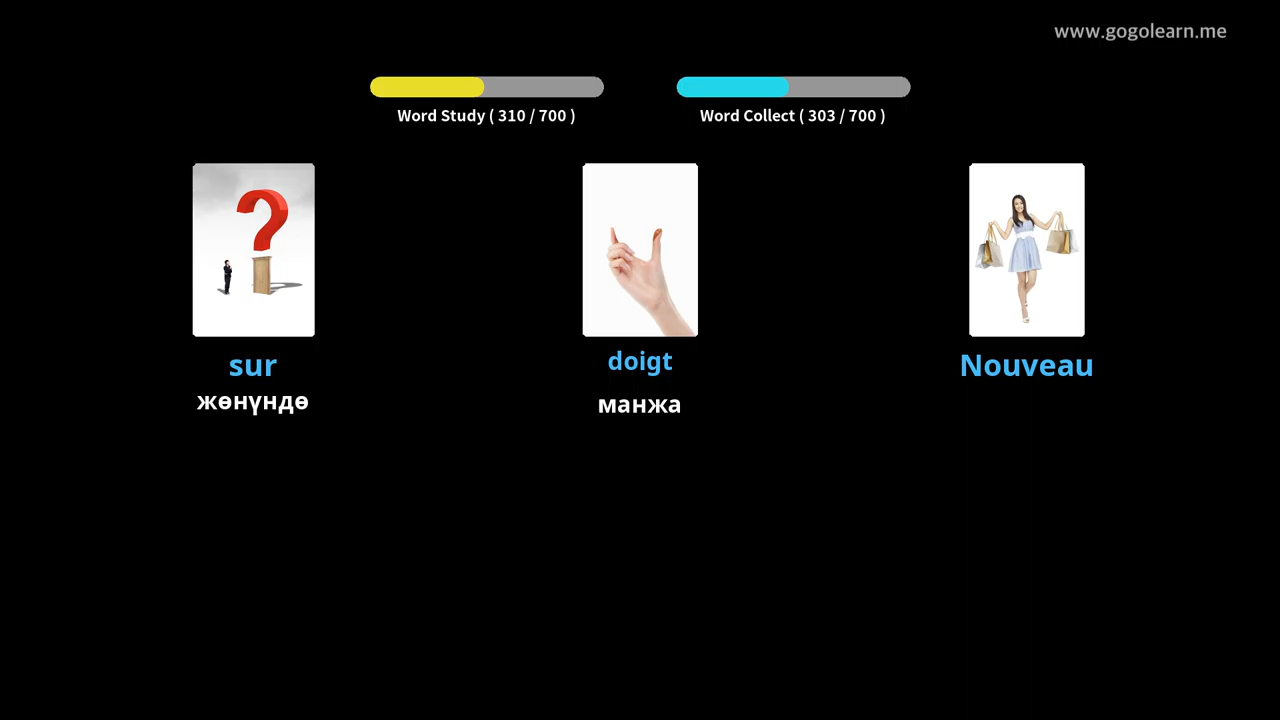 www.gogolearn.me
Word Study ( 310 / 700 )
Word Collect ( 303 / 700 )
sur
жөнүндө
doigt
манжа
Nouveau